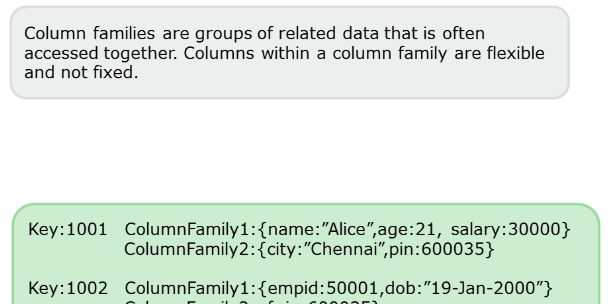 Column families are groups of related data that is often
accessed together. Columns within a column family are flexible
and not fixed.
Key:1001 ColumnFamily1:{name:”Alice”,age:21, salary:30000}
ColumnFamily2:{city:”Chennai”,pin:600035}
Key:1002 ColumnFamily1:{empid:50001,dob:”19-Jan-2000”}